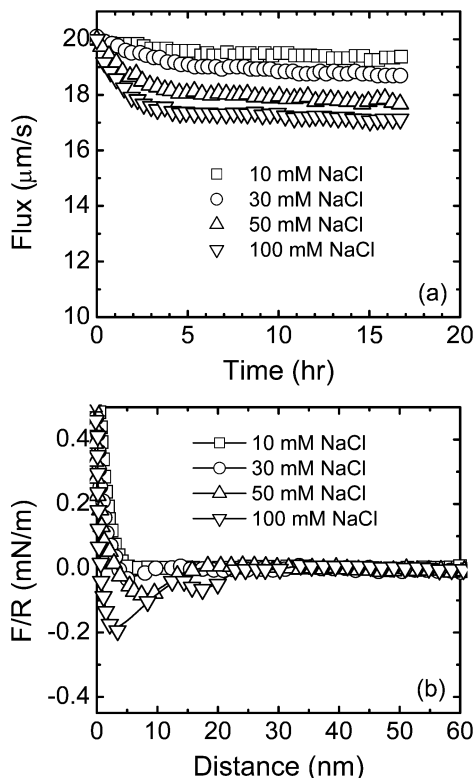 20
18
16
14
12
10
Flux (μm/s)
10 mM NaCl
30 mM NaCl
50 mM NaCl
100 mM NaCl
(a)
0 5 10 15 20
Time (hr)
0.4
0.2
0.0
-0.2
-0.4
F/R (mN/m)
10 mM NaCl
30 mM NaCl
50 mM NaCl
100 mM NaCl
(b)
0 10 20 30 40 50 60
Distance (nm)